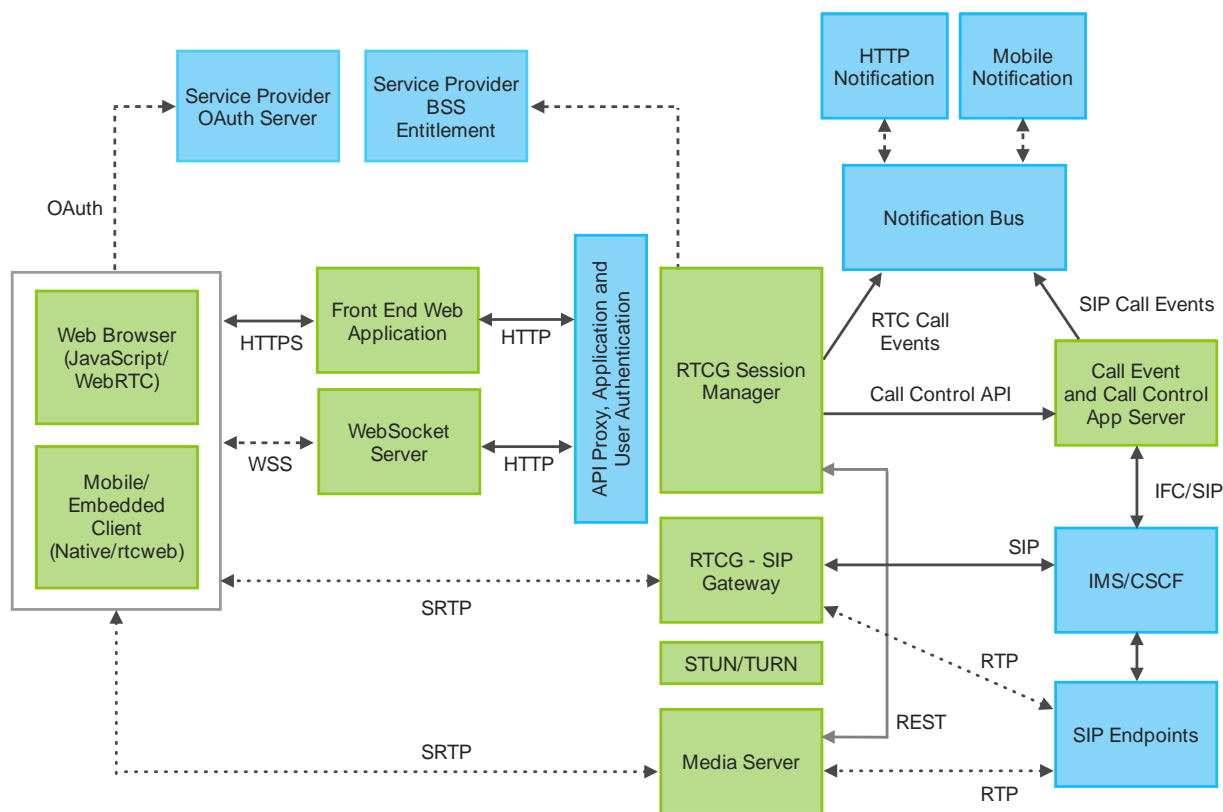 HTTP
Notification
Mobile
Notification
Service Provider
OAuth Server
Service Provider
BSS
Entitlement
Notification Bus
OAuth
SIP Call Events
RTC Call
Events
Web Browser
(JavaScript/
WebRTC)
HTTPS
Front End Web
Application
HTTP
API Proxy, Application and
User Authentication
RTCG Session
Manager
Call Control API
Call Event
and Call Control
App Server
WSS
WebSocket
Server
HTTP
Mobile/
Embedded
Client
(Native/rtcweb)
IFC/SIP
RTCG - SIP
Gateway
SIP
IMS/CSCF
SRTP
STUN/TURN
RTP
REST
SIP Endpoints
SRTP
Media Server
RTP